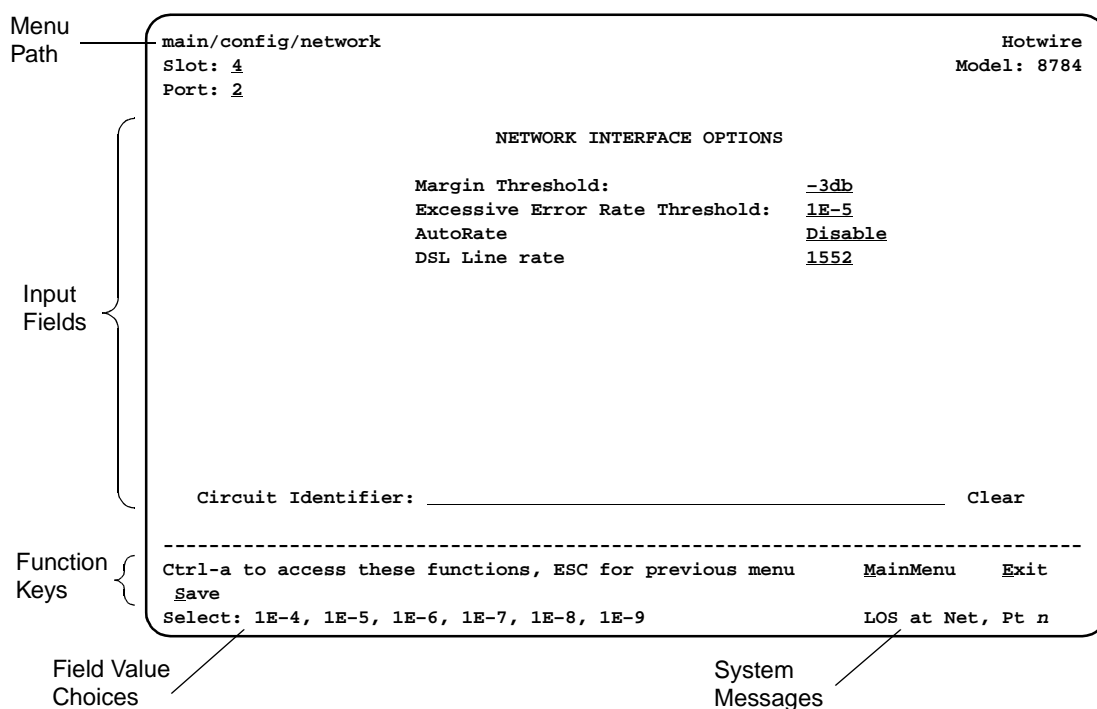 Menu
Path
main/config/network Hotwire
Slot: 4 Model: 8784
Port: 2
NETWORK INTERFACE OPTIONS
Margin Threshold: -3db
Excessive Error Rate Threshold: 1E-5
AutoRate Disable
DSL Line rate 1552
Input
Fields
Circuit Identifier: Clear
Function
Keys
Ctrl-a to access these functions, ESC for previous menu MainMenu Exit
Save
Select: 1E-4, 1E-5, 1E-6, 1E-7, 1E-8, 1E-9 LOS at Net, Pt n
Field Value
Choices
System
Messages